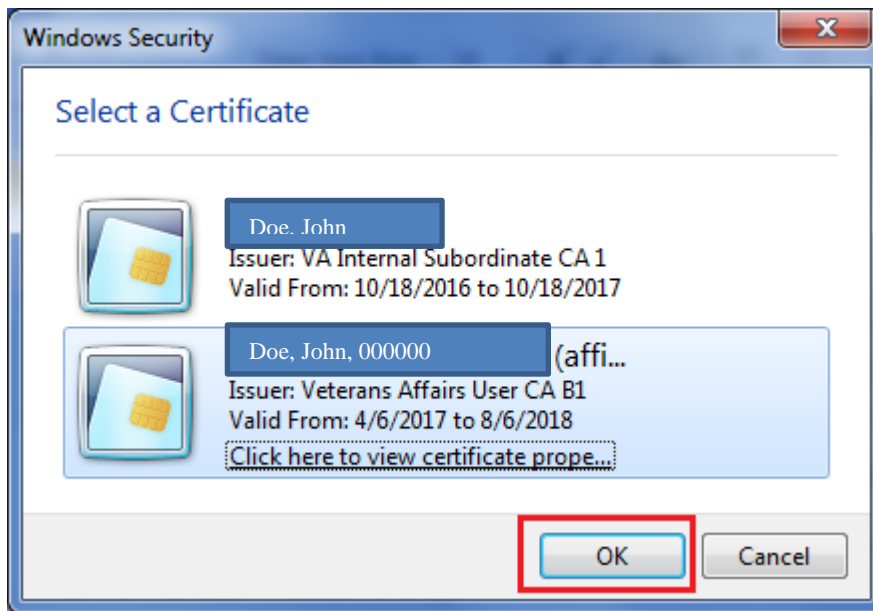 Windows Security
Select a Certificate
Doe, John
Issuer: VA Internal Subordinate CA 1
Valid From: 10/18/2016 to 10/18/2017
Doe, John, 000000 (affi...
Issuer: Veterans Affairs User CA B1
Valid From: 4/6/2017 to 8/6/2018
Click here to view certificate prope...
OK Cancel